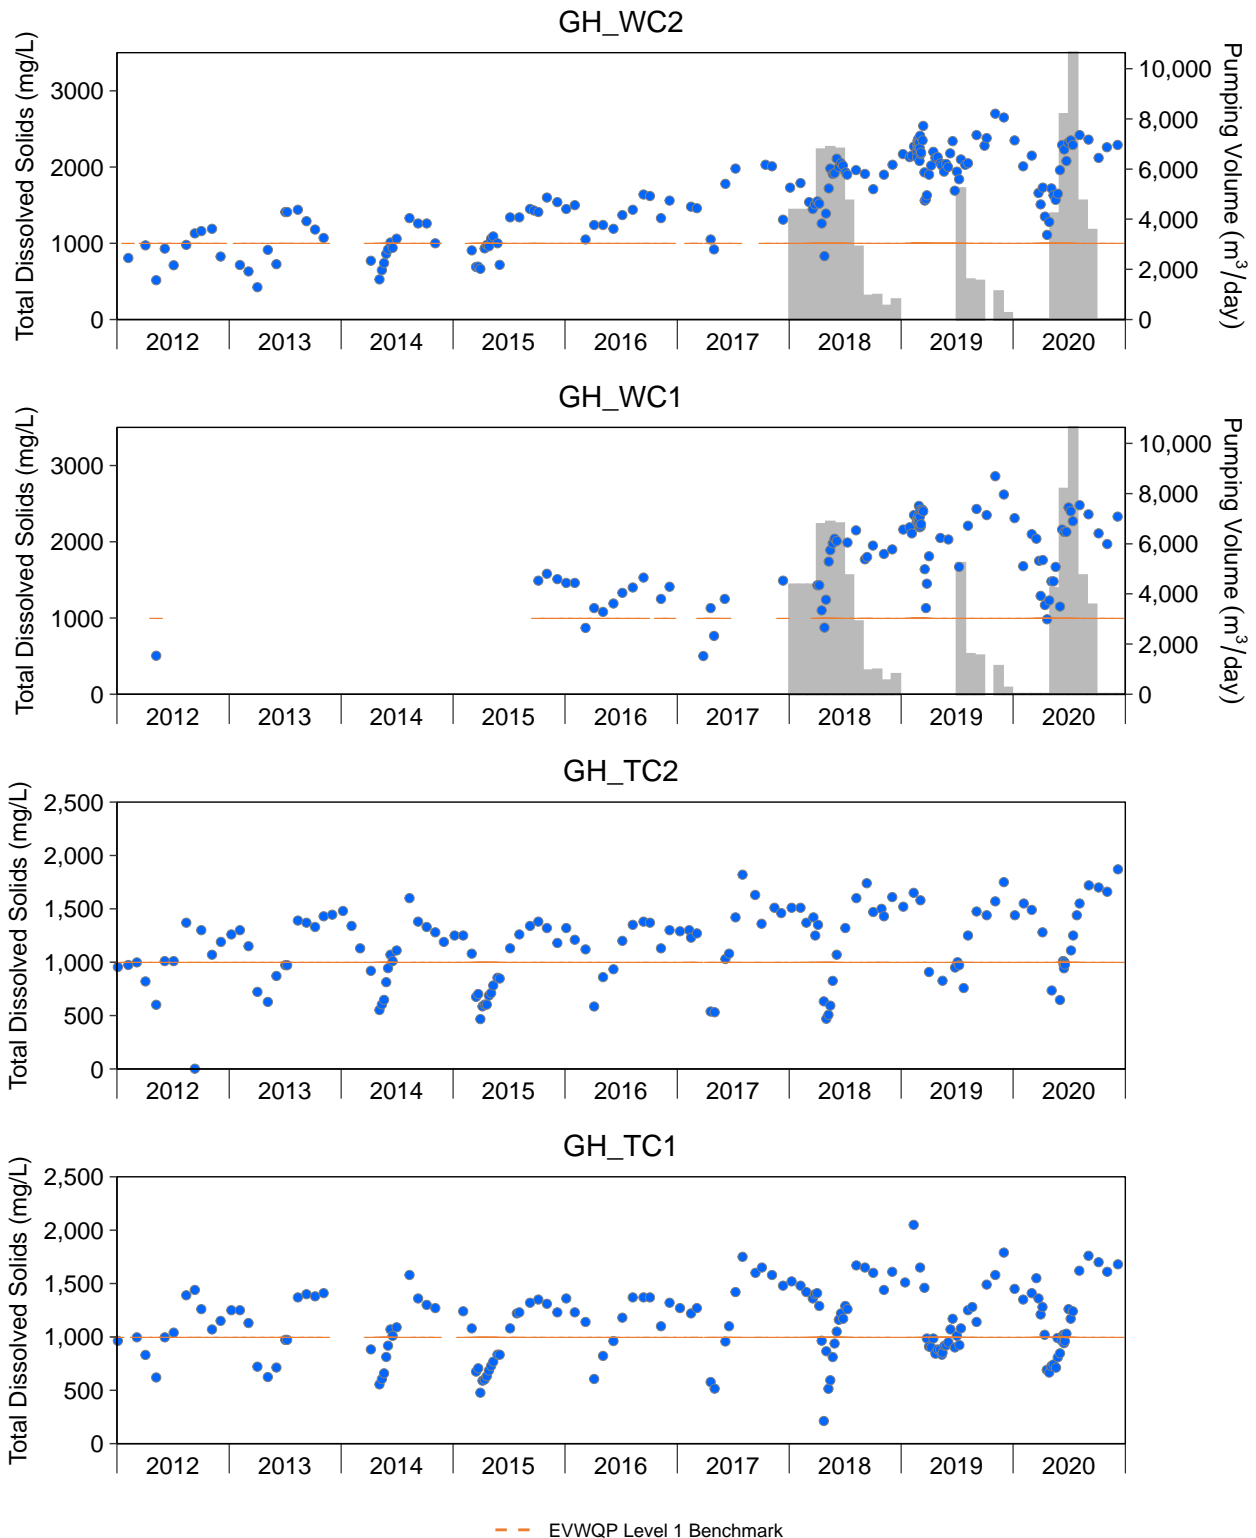 GH_WC2
Total Dissolved Solids (mg/L)
3000
2000
1000
0
10,000
8,000
6,000
4,000
2,000
0
Pumping Volume (m³/day)
2012 2013 2014 2015 2016 2017 2018 2019 2020
GH_WC1
Total Dissolved Solids (mg/L)
3000
2000
1000
0
10,000
8,000
6,000
4,000
2,000
0
Pumping Volume (m³/day)
2012 2013 2014 2015 2016 2017 2018 2019 2020
GH_TC2
Total Dissolved Solids (mg/L)
2,500
2,000
1,500
1,000
500
0
2012 2013 2014 2015 2016 2017 2018 2019 2020
GH_TC1
Total Dissolved Solids (mg/L)
2,500
2,000
1,500
1,000
500
0
2012 2013 2014 2015 2016 2017 2018 2019 2020
EVWQP Level 1 Benchmark